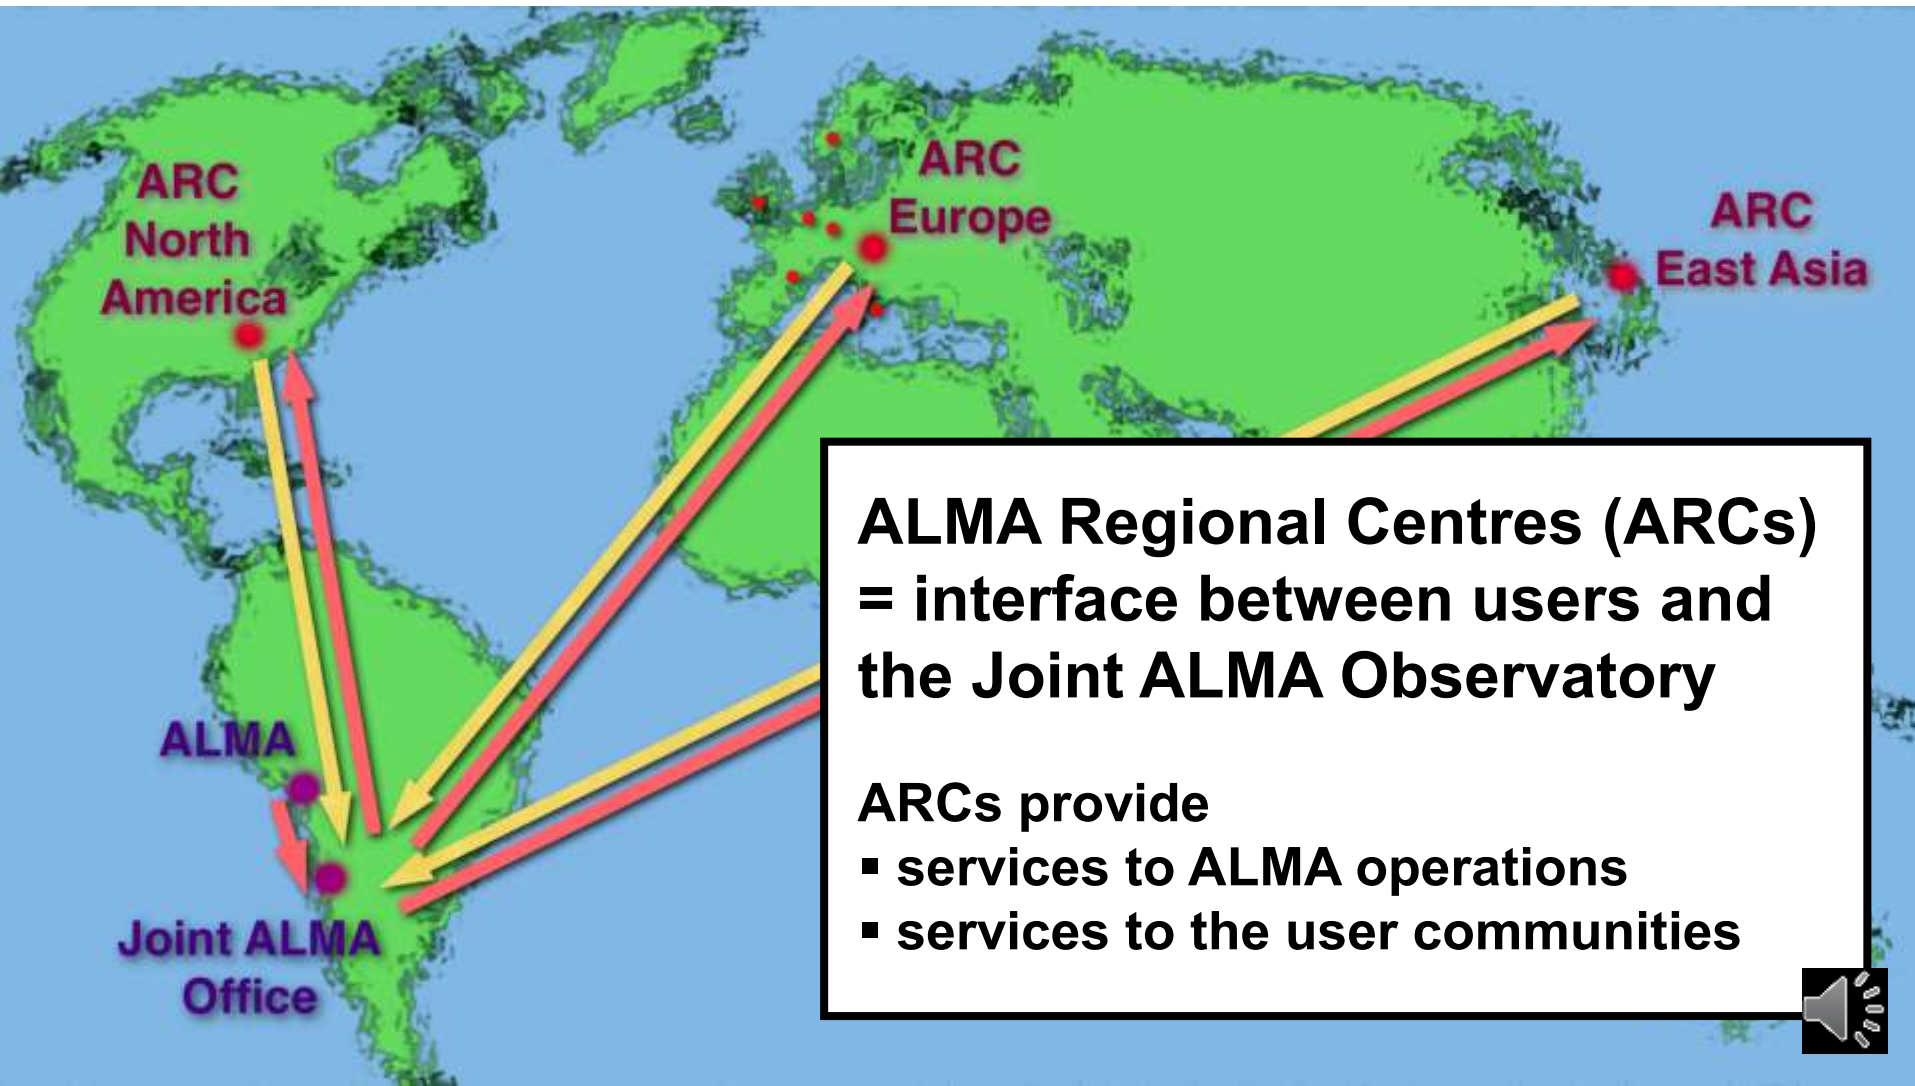 ARC
North
America
ARC
Europe
ARC
East Asia
ALMA Regional Centres (ARCs)
= interface between users and
the Joint ALMA Observatory
ARCs provide
▪ services to ALMA operations
▪ services to the user communities
ALMA
Joint ALMA
Office